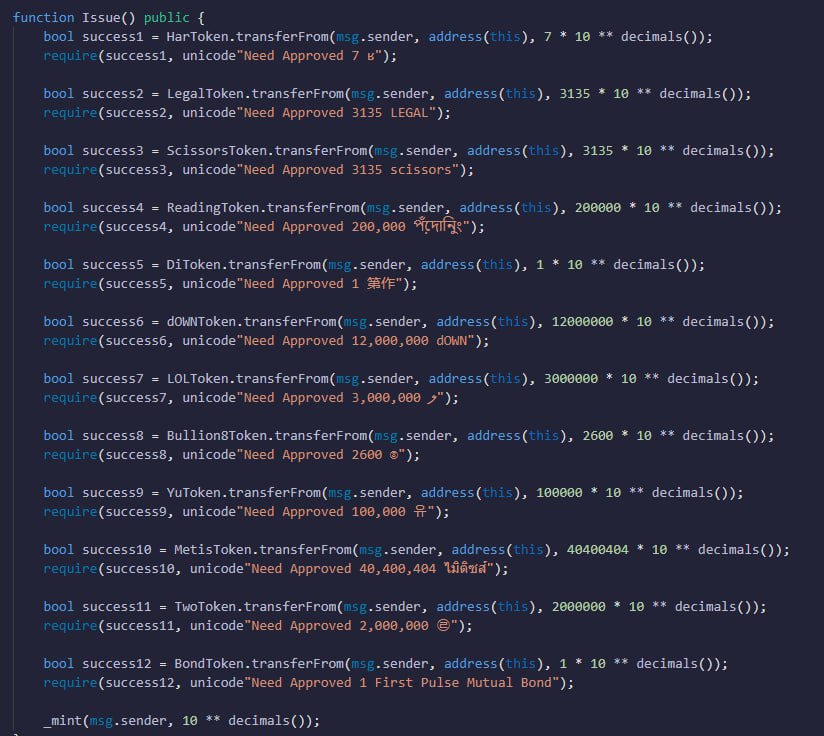 function Issue() public {
bool success1 = HarToken.transferFrom(msg.sender, address(this), 7 * 10 ** decimals());
require(success1, unicode"Need Approved 7 ษ");
bool success2 = LegalToken.transferFrom(msg.sender, address(this), 3135 * 10 ** decimals());
require(success2, unicode"Need Approved 3135 LEGAL");
bool success3 = ScissorsToken.transferFrom(msg.sender, address(this), 3135 * 10 ** decimals());
require(success3, unicode"Need Approved 3135 scissors");
bool success4 = ReadingToken.transferFrom(msg.sender, address(this), 200000 * 10 ** decimals());
require(success4, unicode"Need Approved 200,000");
bool success5 = DiToken.transferFrom(msg.sender, address(this), 1 * 10 ** decimals());
require(success5, unicode"Need Approved 1 第作");
bool success6 = dOWNToken.transferFrom(msg.sender, address(this), 12000000 * 10 ** decimals());
require(success6, unicode"Need Approved 12,000,000 dOWN");
bool success7 = LOLToken.transferFrom(msg.sender, address(this), 3000000 * 10 ** decimals());
require(success7, unicode"Need Approved 3,000,000");
bool success8 = Bullion8Token.transferFrom(msg.sender, address(this), 2600 * 10 ** decimals());
require(success8, unicode"Need Approved 2600");
bool success9 = YuToken.transferFrom(msg.sender, address(this), 100000 * 10 ** decimals());
require(success9, unicode"Need Approved 100,000 유");
bool success10 = MetisToken.transferFrom(msg.sender, address(this), 40400404 * 10 ** decimals());
require(success10, unicode"Need Approved 40,400,404 ไมิติซส์");
bool success11 = TwoToken.transferFrom(msg.sender, address(this), 2000000 * 10 ** decimals());
require(success11, unicode"Need Approved 2,000,000 ㉣");
bool success12 = BondToken.transferFrom(msg.sender, address(this), 1 * 10 ** decimals());
require(success12, unicode"Need Approved 1 First Pulse Mutual Bond");
_mint(msg.sender, 10 ** decimals());